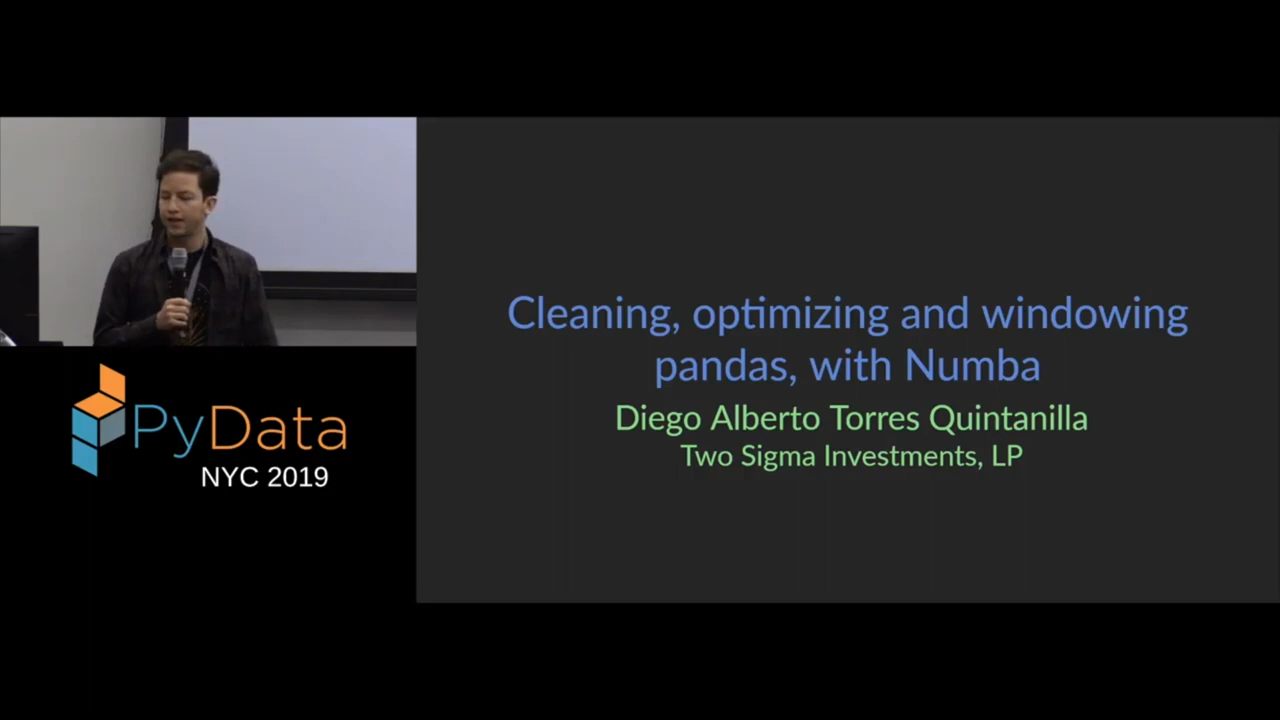 Cleaning, optimizing and windowing
pandas, with Numba
Diego Alberto Torres Quintanilla
Two Sigma Investments, LP
PyData
NYC 2019